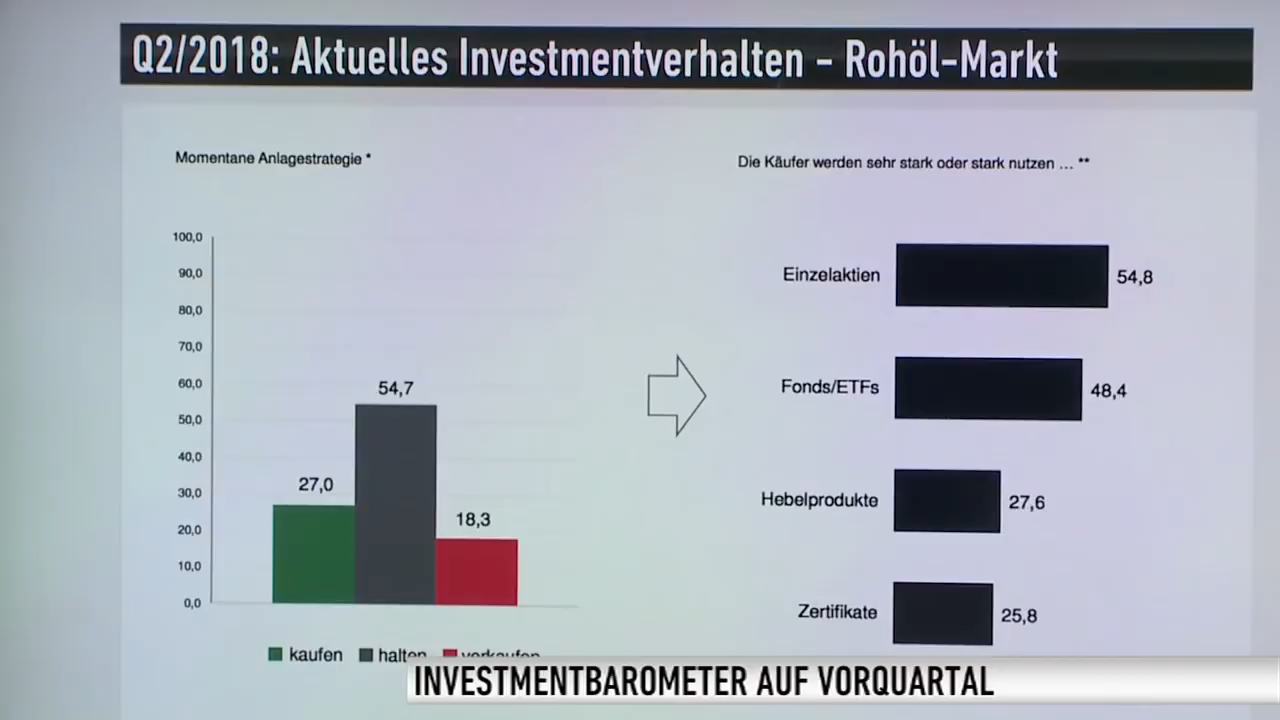 Q2/2018: Aktuelles Investmentverhalten – Rohöl-Markt
Momentane Anlagestrategie *
100,0
90,0
80,0
70,0
60,0
50,0
40,0
30,0
20,0
10,0
0,0
27,0
54,7
18,3
kaufen halten verkaufen
Die Käufer werden sehr stark oder stark nutzen ... **
Einzelaktien 54,8
Fonds/ETFs 48,4
Hebelprodukte 27,6
Zertifikate 25,8
INVESTMENTBAROMETER AUF VORQUARTAL